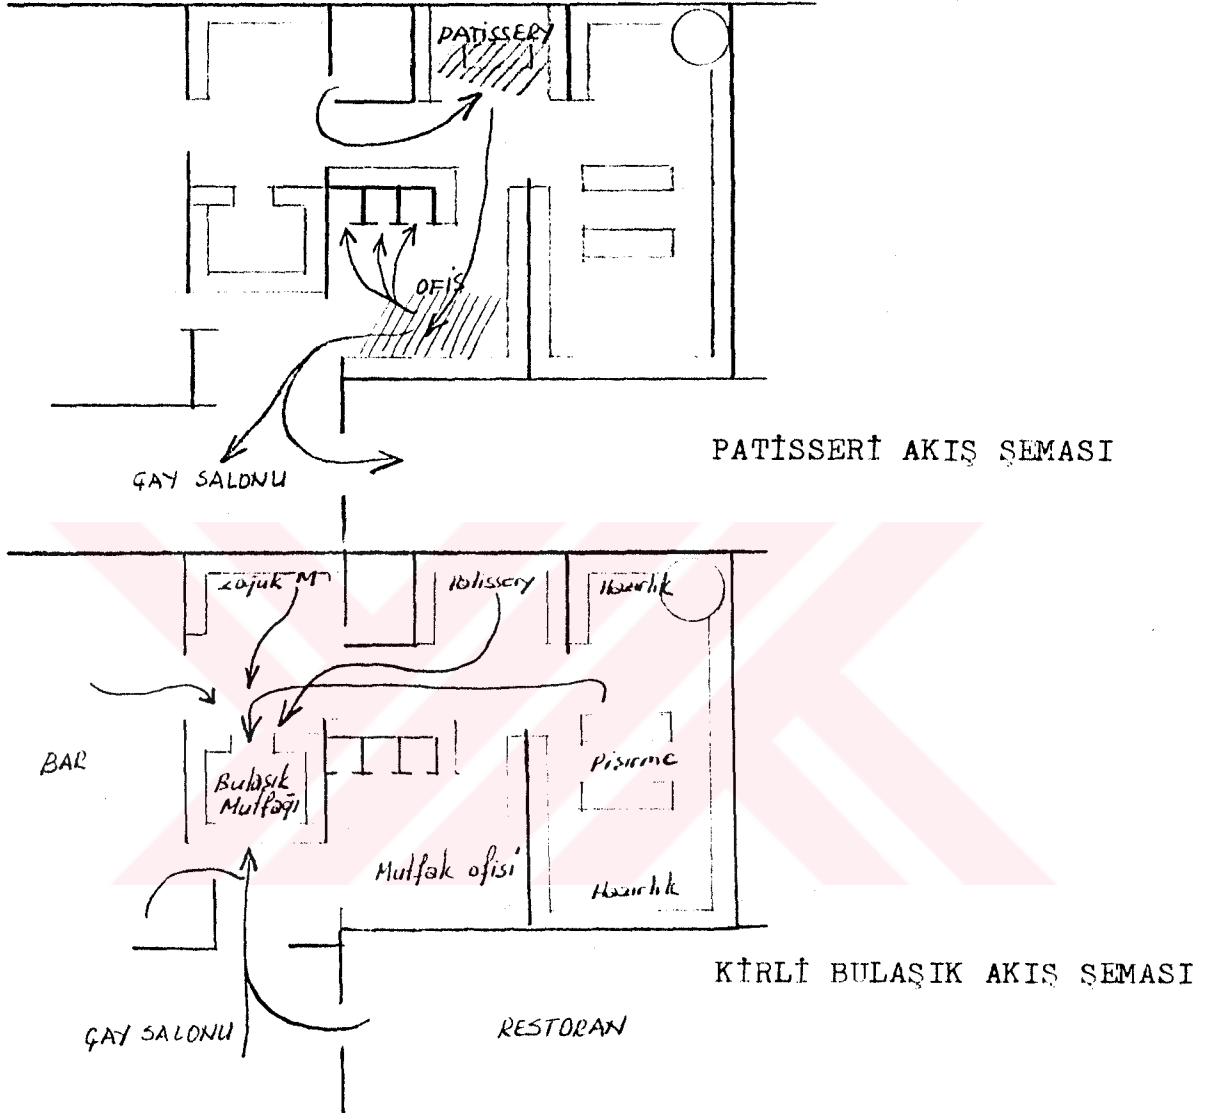 PATISSERY
OFİS
ÇAY SALONU
PATİSSERİ AKIŞ ŞEMASI
Patissery
Hazırlık
BAR
Bulaşık
Mutfağı
Pişirme
Mutfak ofisi
Hazırlık
KİRLİ BULAŞIK AKIŞ ŞEMASI
ÇAY SALONU
RESTORAN